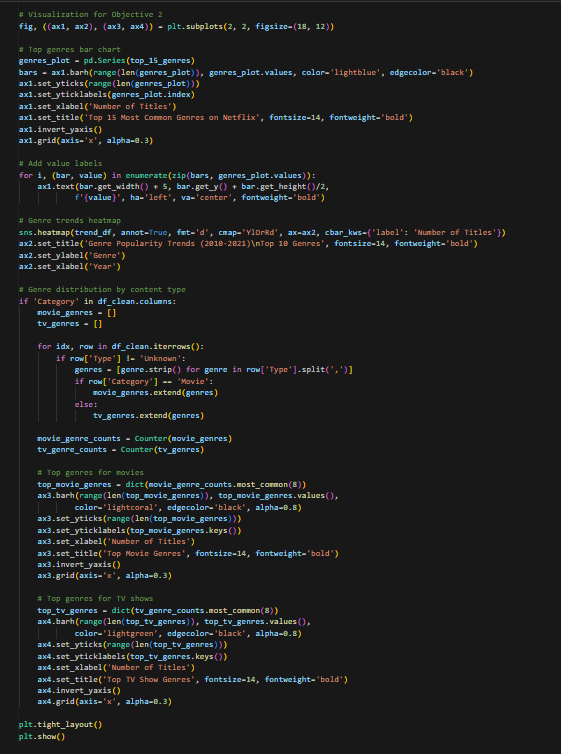 # Visualization for Objective 2
fig, ((ax1, ax2), (ax3, ax4)) = plt.subplots(2, 2, figsize=(18, 12))

# Top genres bar chart
genres_plot = pd.Series(top_15_genres)
bars = ax1.barh(range(len(genres_plot)), genres_plot.values, color='lightblue', edgecolor='black')
ax1.set_yticks(range(len(genres_plot)))
ax1.set_yticklabels(genres_plot.index)
ax1.set_xlabel('Number of Titles')
ax1.set_title('Top 15 Most Common Genres on Netflix', fontsize=14, fontweight='bold')
ax1.invert_yaxis()
ax1.grid(axis='x', alpha=0.3)

# Add value labels
for i, (bar, value) in enumerate(zip(bars, genres_plot.values)):
    ax1.text(bar.get_width() + 5, bar.get_y() + bar.get_height()/2,
            f'{value}', ha='left', va='center', fontweight='bold')

# Genre trends heatmap
sns.heatmap(trend_df, annot=True, fmt='d', cmap='YlOrRd', ax=ax2, cbar_kws={'label': 'Number of Titles'})
ax2.set_title('Genre Popularity Trends (2010-2021)\nTop 10 Genres', fontsize=14, fontweight='bold')
ax2.set_ylabel('Genre')
ax2.set_xlabel('Year')

# Genre distribution by content type
if 'Category' in df_clean.columns:
    movie_genres = []
    tv_genres = []

    for idx, row in df_clean.iterrows():
        if row['Type'] != 'Unknown':
            genres = [genre.strip() for genre in row['Type'].split(',')]
            if row['Category'] == 'Movie':
                movie_genres.extend(genres)
            else:
                tv_genres.extend(genres)

    movie_genre_counts = Counter(movie_genres)
    tv_genre_counts = Counter(tv_genres)

    # Top genres for movies
    top_movie_genres = dict(movie_genre_counts.most_common(8))
    ax3.barh(range(len(top_movie_genres)), top_movie_genres.values(),
            color='lightcoral', edgecolor='black', alpha=0.8)
    ax3.set_yticks(range(len(top_movie_genres)))
    ax3.set_yticklabels(top_movie_genres.keys())
    ax3.set_xlabel('Number of Titles')
    ax3.set_title('Top Movie Genres', fontsize=14, fontweight='bold')
    ax3.invert_yaxis()
    ax3.grid(axis='x', alpha=0.3)

    # Top genres for TV shows
    top_tv_genres = dict(tv_genre_counts.most_common(8))
    ax4.barh(range(len(top_tv_genres)), top_tv_genres.values(),
            color='lightgreen', edgecolor='black', alpha=0.8)
    ax4.set_yticks(range(len(top_tv_genres)))
    ax4.set_yticklabels(top_tv_genres.keys())
    ax4.set_xlabel('Number of Titles')
    ax4.set_title('Top TV Show Genres', fontsize=14, fontweight='bold')
    ax4.invert_yaxis()
    ax4.grid(axis='x', alpha=0.3)

plt.tight_layout()
plt.show()